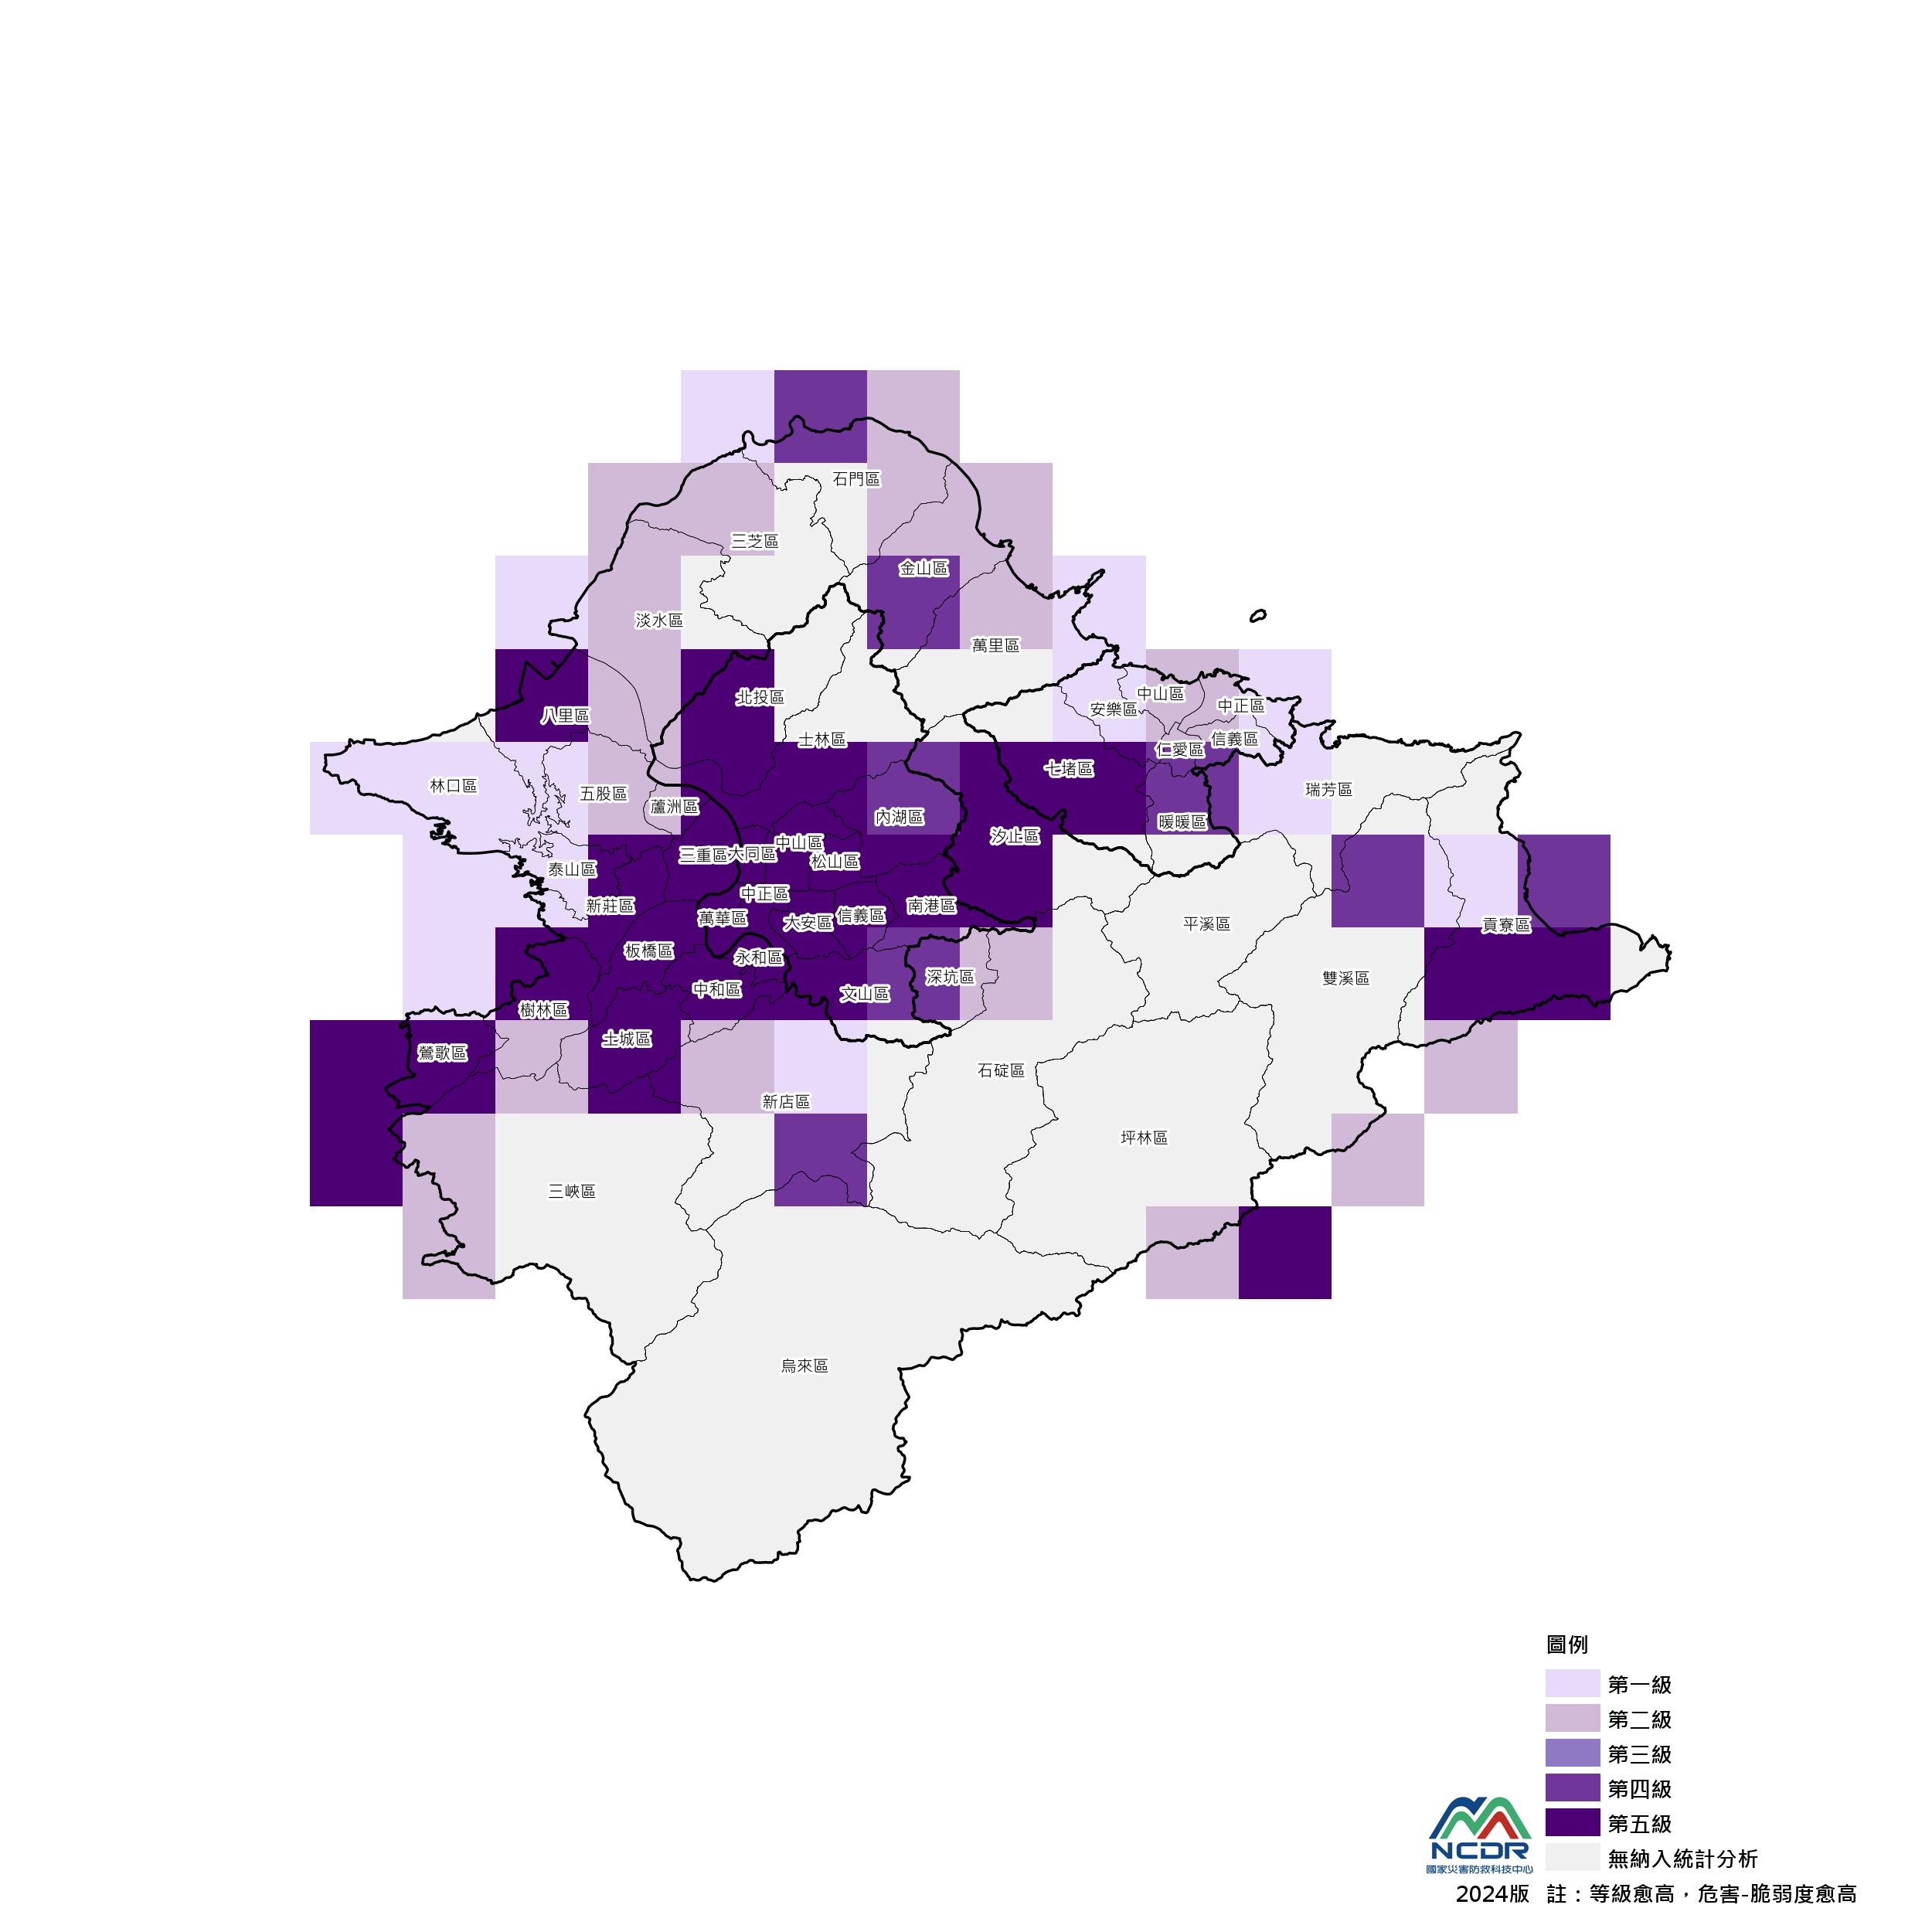 石門區
三芝區
金山區
淡水區
萬里區
北投區
中山區
八里區
安樂區
中正區
士林區
信義區
仁愛區
七堵區
林口區
五股區
瑞芳區
蘆洲區
內湖區
暖暖區
汐止區
中山區
三重區
大同區
松山區
泰山區
中正區
新莊區
萬華區
大安區
信義區
南港區
平溪區
貢寮區
板橋區
永和區
深坑區
雙溪區
中和區
文山區
樹林區
土城區
鶯歌區
石碇區
新店區
坪林區
三峽區
烏來區
圖例
第一級
第二級
第三級
第四級
第五級
無納入統計分析
NCDR
國家災害防救科技中心
2024版 註：等級愈高，危害-脆弱度愈高